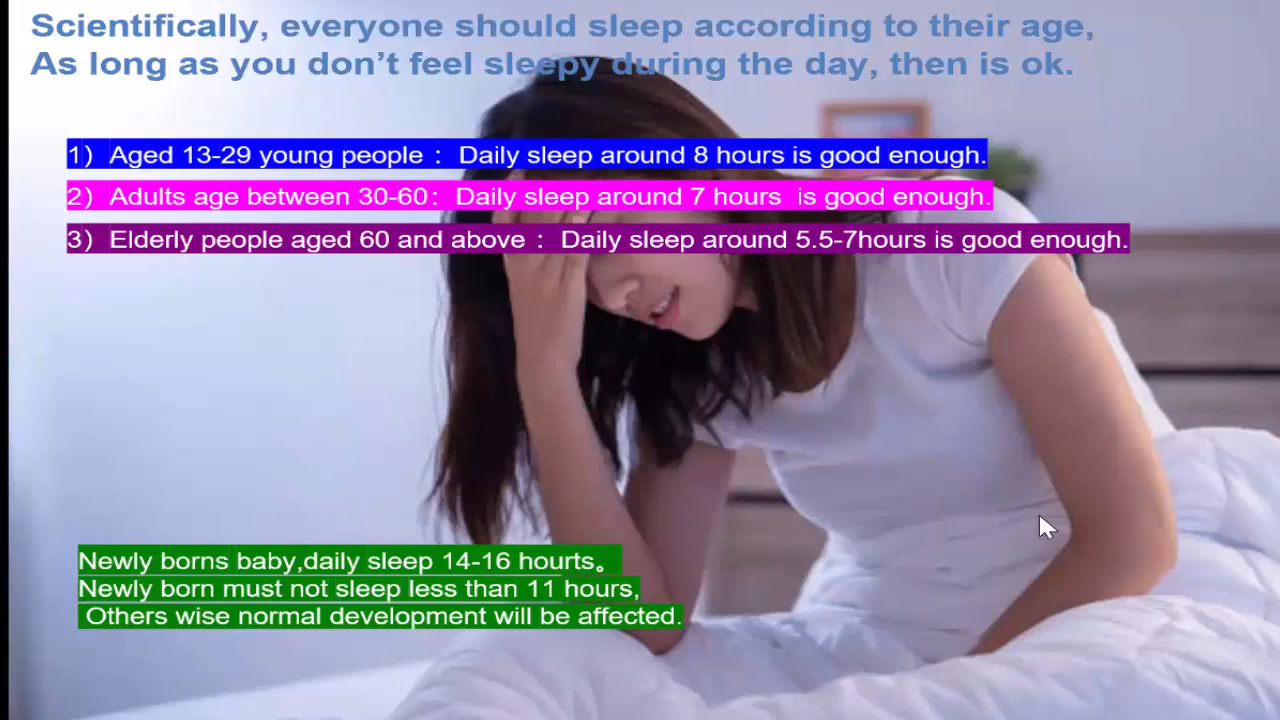 Scientifically, everyone should sleep according to their age,
As long as you don’t feel sleepy during the day, then is ok.
1） Aged 13-29 young people： Daily sleep around 8 hours is good enough.
2） Adults age between 30-60： Daily sleep around 7 hours  is good enough.
3） Elderly people aged 60 and above： Daily sleep around 5.5-7hours is good enough.
Newly borns baby,daily sleep 14-16 hourts。
Newly born must not sleep less than 11 hours,
Others wise normal development will be affected.